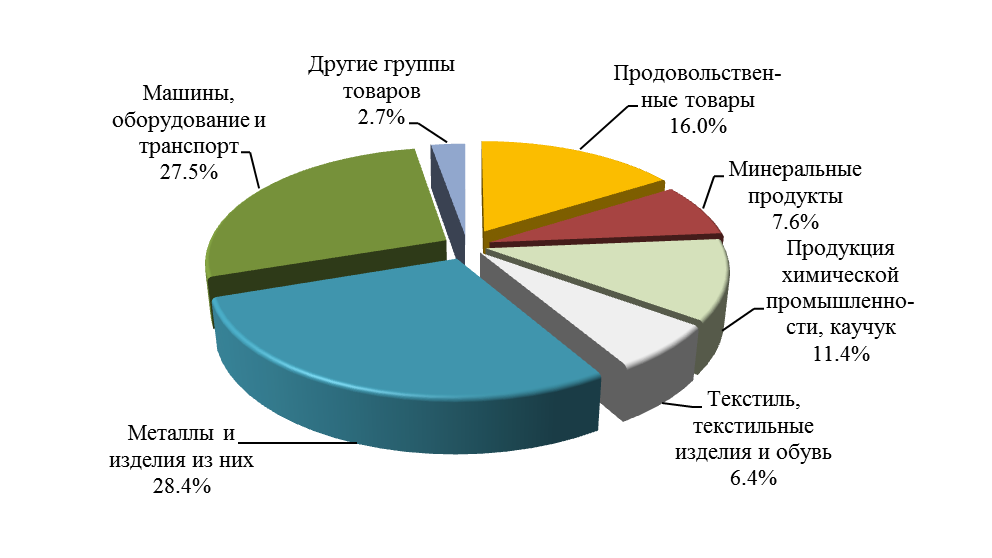 Другие группы
товаров
2.7%
Продовольствен-
ные товары
16.0%
Минеральные
продукты
7.6%
Продукция
химической
промышленно-
сти, каучук
11.4%
Текстиль,
текстильные
изделия и обувь
6.4%
Металлы и
изделия из них
28.4%
Машины,
оборудование и
транспорт
27.5%